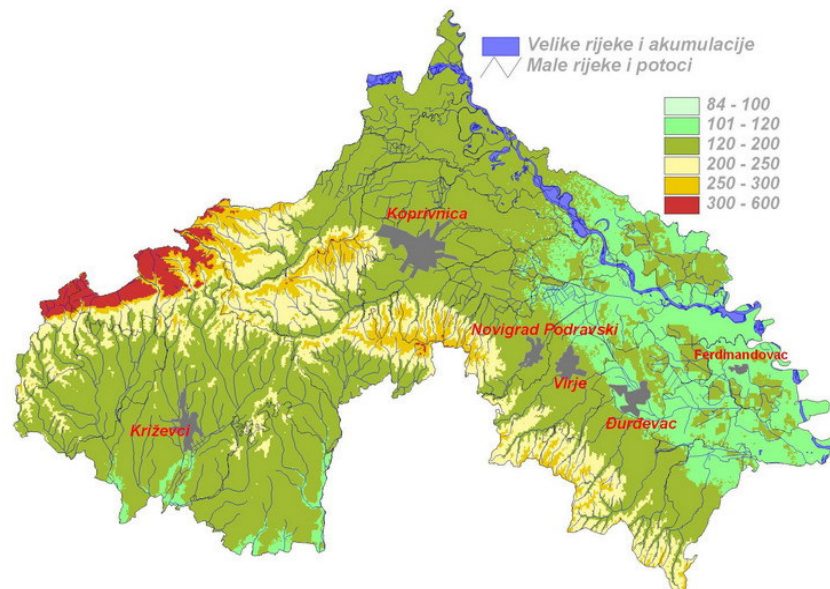 Velike rijeke i akumulacije
Male rijeke i potoci
84 - 100
101 - 120
120 - 200
200 - 250
250 - 300
300 - 600
Koprivnica
Novigrad Podravski
Ferdinandovac
Virje
Đurđevac
Križevci